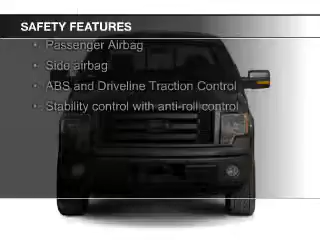 SAFETY FEATURES
• Passenger Airbag
• Side airbag
• ABS and Driveline Traction Control
• Stability control with anti-roll control